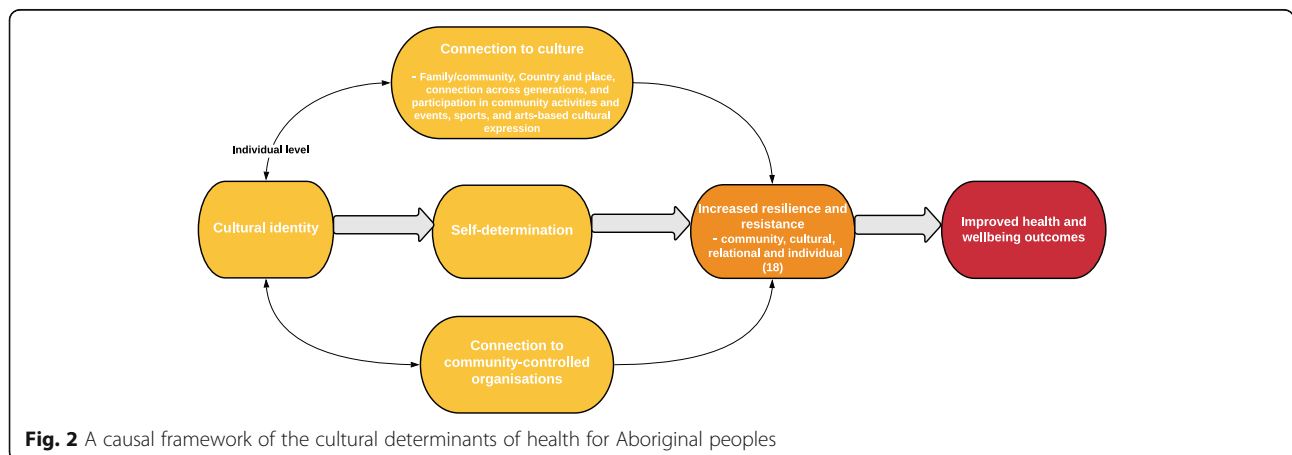 Connection to culture
- Family/community, Country and place,
connection across generations, and
participation in community activities and
events, sports, and arts-based cultural
expression
Individual level
Cultural identity
Self-determination
Increased resilience and
resistance
- community, cultural,
relational and individual
(18)
Improved health and
wellbeing outcomes
Connection to
community-controlled
organisations
Fig. 2 A causal framework of the cultural determinants of health for Aboriginal peoples